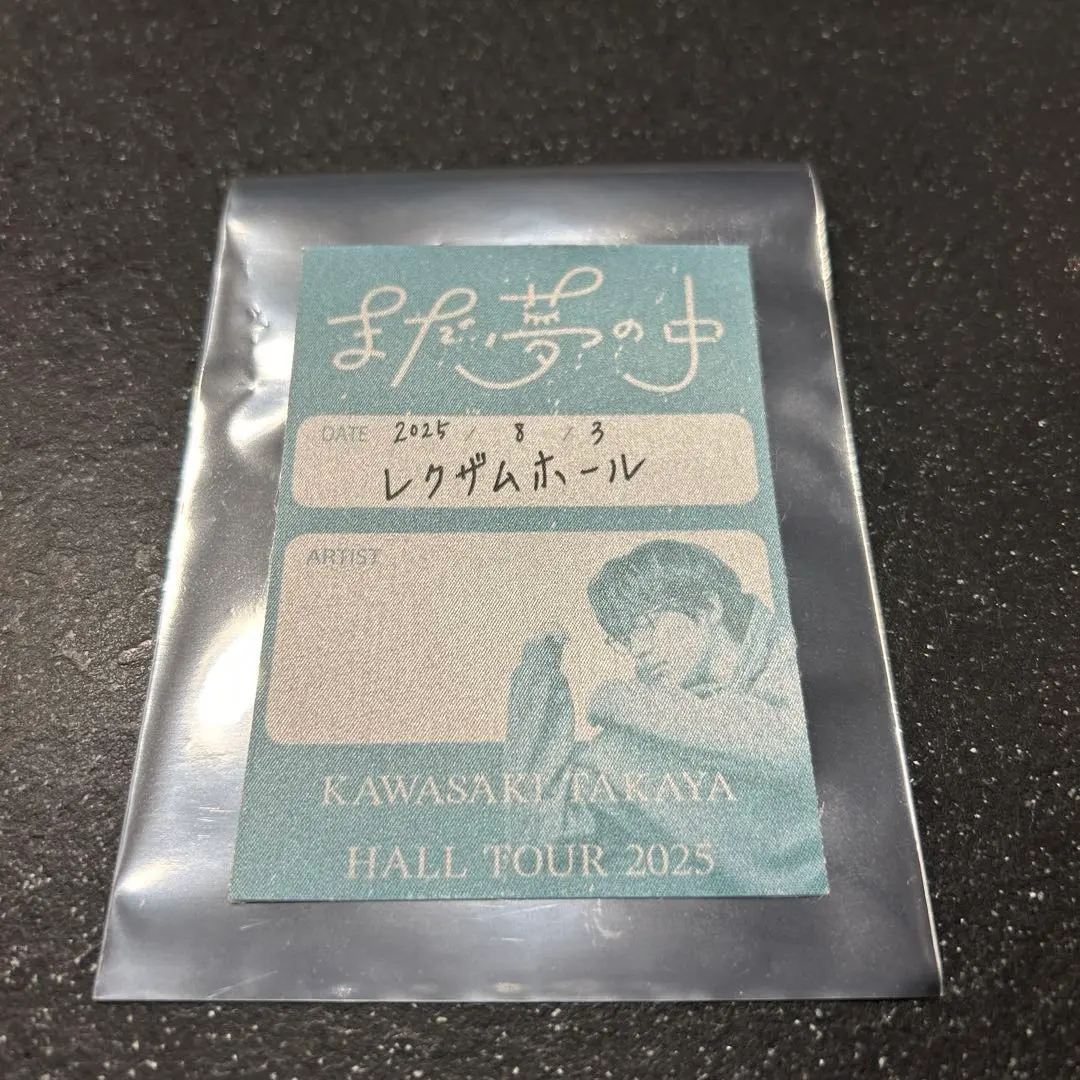 まだ、夢の中
DATE 2025 / 8 / 3
レクザムホール
ARTIST
KAWASAKI TAKAYA
HALL TOUR 2025